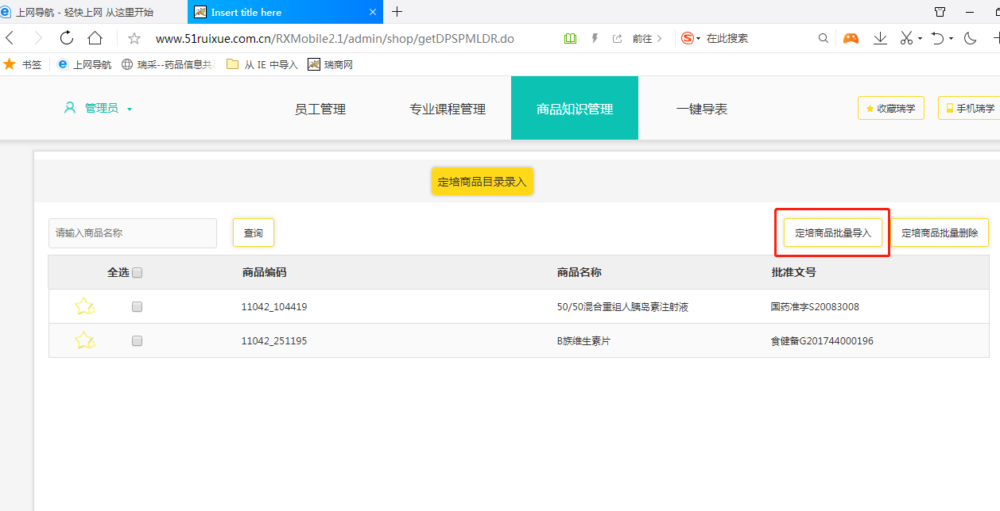 上网导航 - 轻快上网 从这里开始
Insert title here
www.51ruixue.com.cn/RXMobile2.1/admin/shop/getDPSPMLDR.do
前往
在此搜索
书签
上网导航
瑞采--药品信息共
从 IE 中导入
瑞商网
管理员
员工管理
专业课程管理
商品知识管理
一键导表
收藏瑞学
手机瑞学
定培商品目录录入
请输入商品名称
查询
定培商品批量导入
定培商品批量删除
全选 商品编码 商品名称 批准文号
11042_104419 50/50混合重组人胰岛素注射液 国药准字S20083008
11042_251195 B族维生素片 食健备G201744000196